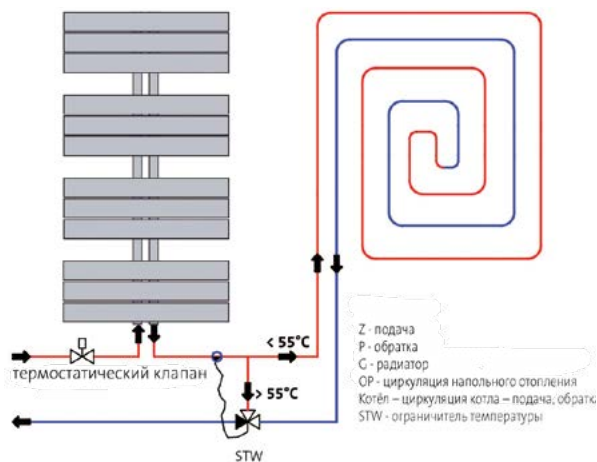 < 55°C
термостатический клапан
> 55°C
STW
Z - подача
P - обратка
G - радиатор
OP - циркуляция напольного отопления
Котёл – циркуляция котла – подача, обратка
STW - ограничитель температуры